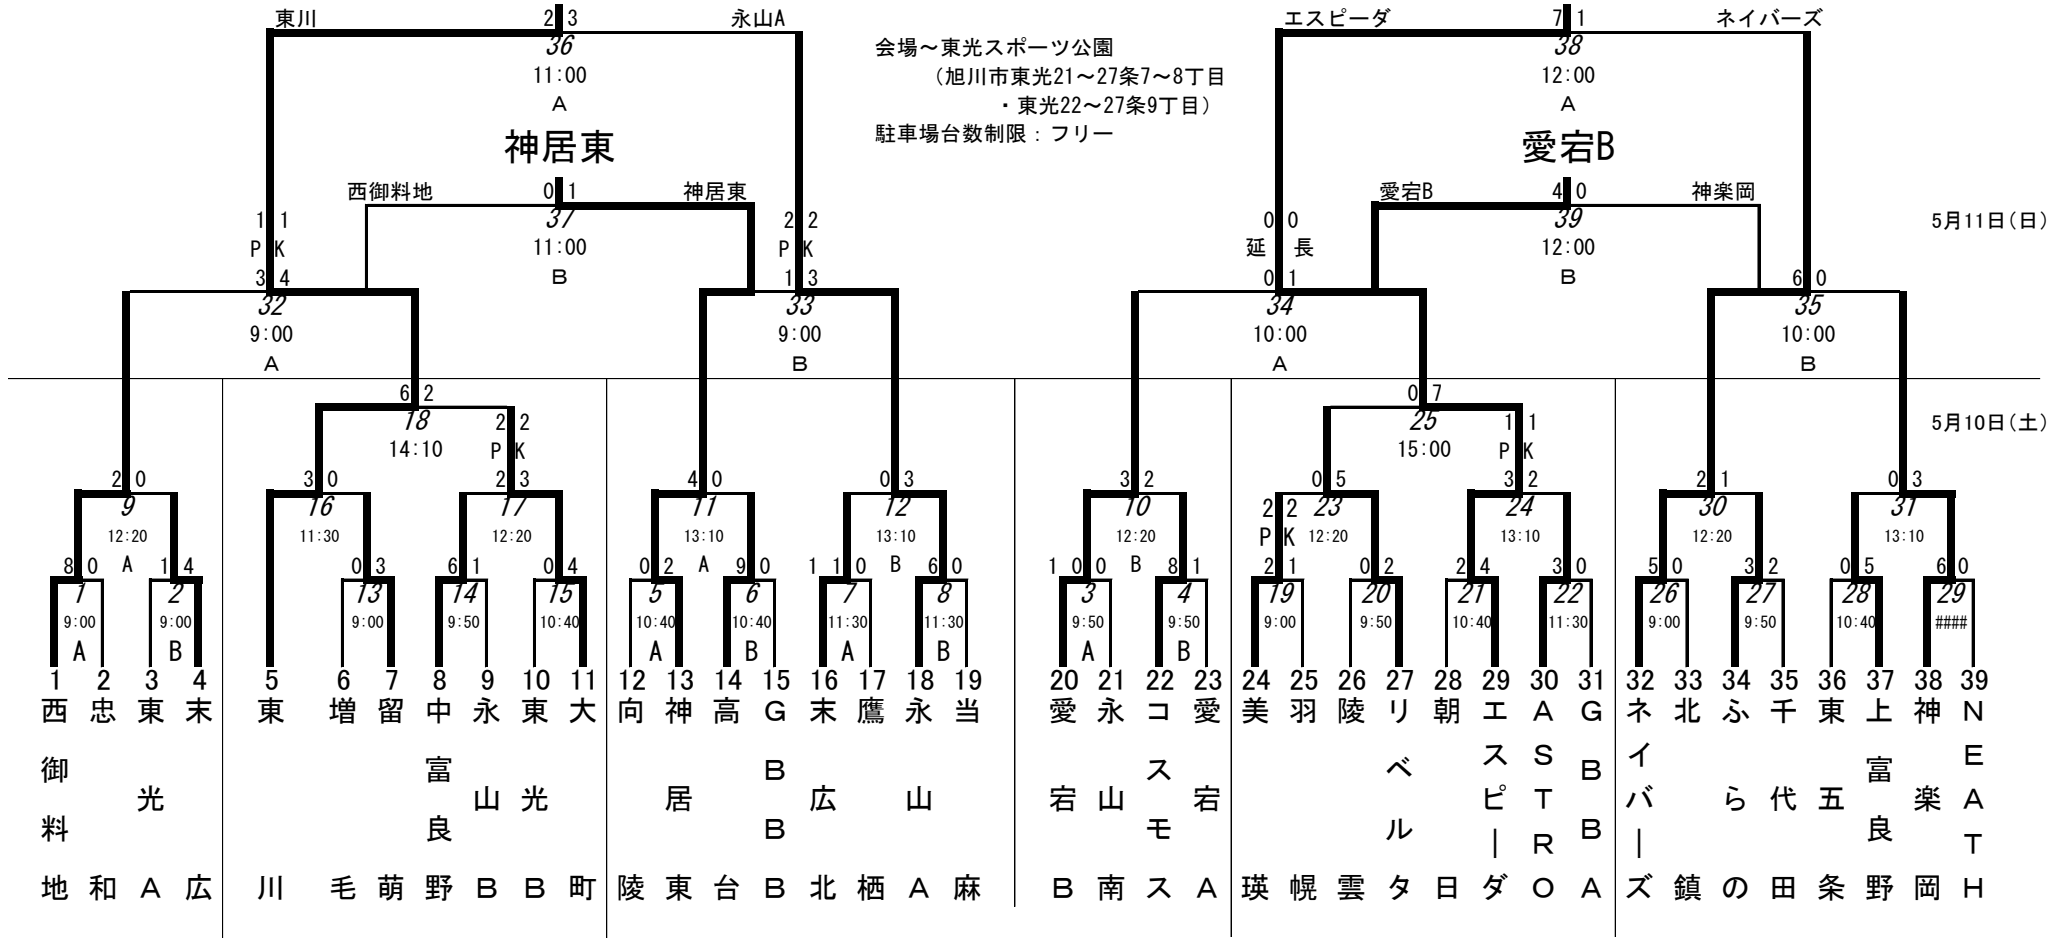 東川 2 3 永山A
エスピーダ 7 1 ネイバーズ
36
11:00
A
38
12:00
A
会場～東光スポーツ公園
（旭川市東光21～27条7～8丁目
・東光22～27条9丁目）
駐車場台数制限：フリー
神居東
愛宕B
西御料地 0 1 神居東
愛宕B 4 0 神楽岡
37
11:00
B
39
12:00
B
5月11日(日)
1 1
P K
3 4
32
9:00
A
2 2
P K
1 3
33
9:00
B
0 0
延 長
0 1
34
10:00
A
6 0
35
10:00
B
5月10日(土)
6 2
18
14:10
0 7
25
15:00
2 0
9
12:20
A
3 0
16
11:30
2 2
P K
2 3
17
12:20
4 0
11
13:10
A
0 3
12
13:10
B
3 2
10
12:20
B
0 5
23
12:20
1 1
P K
3 2
24
13:10
2 1
30
12:20
0 3
31
13:10
8 0
1
9:00
A
1 4
2
9:00
B
0 3
13
9:00
6 1
14
9:50
0 4
15
10:40
0 2
5
10:40
A
9 0
6
10:40
B
1 1 0
7
11:30
A
6 0
8
11:30
B
1 0 0
3
9:50
A
8 1
4
9:50
B
2 2
P K
2 1
19
9:00
0 2
20
9:50
2 4
21
10:40
3 0
22
11:30
5 0
26
9:00
3 2
27
9:50
0 5
28
10:40
6 0
29
####
1 西御料地
2 忠和
3 東光A
4 末広
5 東川
6 増毛
7 留萌
8 中富良野
9 永山B
10 東光B
11 大町
12 向陵
13 神居東
14 高台
15 GBBB
16 末広北
17 鷹栖
18 永山A
19 当麻
20 愛宕B
21 永山南
22 コスモス
23 愛宕A
24 美瑛
25 羽幌
26 陵雲
27 リベルタ
28 朝日
29 エスピーダ
30 ASTRO
31 GBBA
32 ネイバーズ
33 北鎮
34 ふらの
35 千代田
36 東五条
37 上富良野
38 神楽岡
39 NEATH